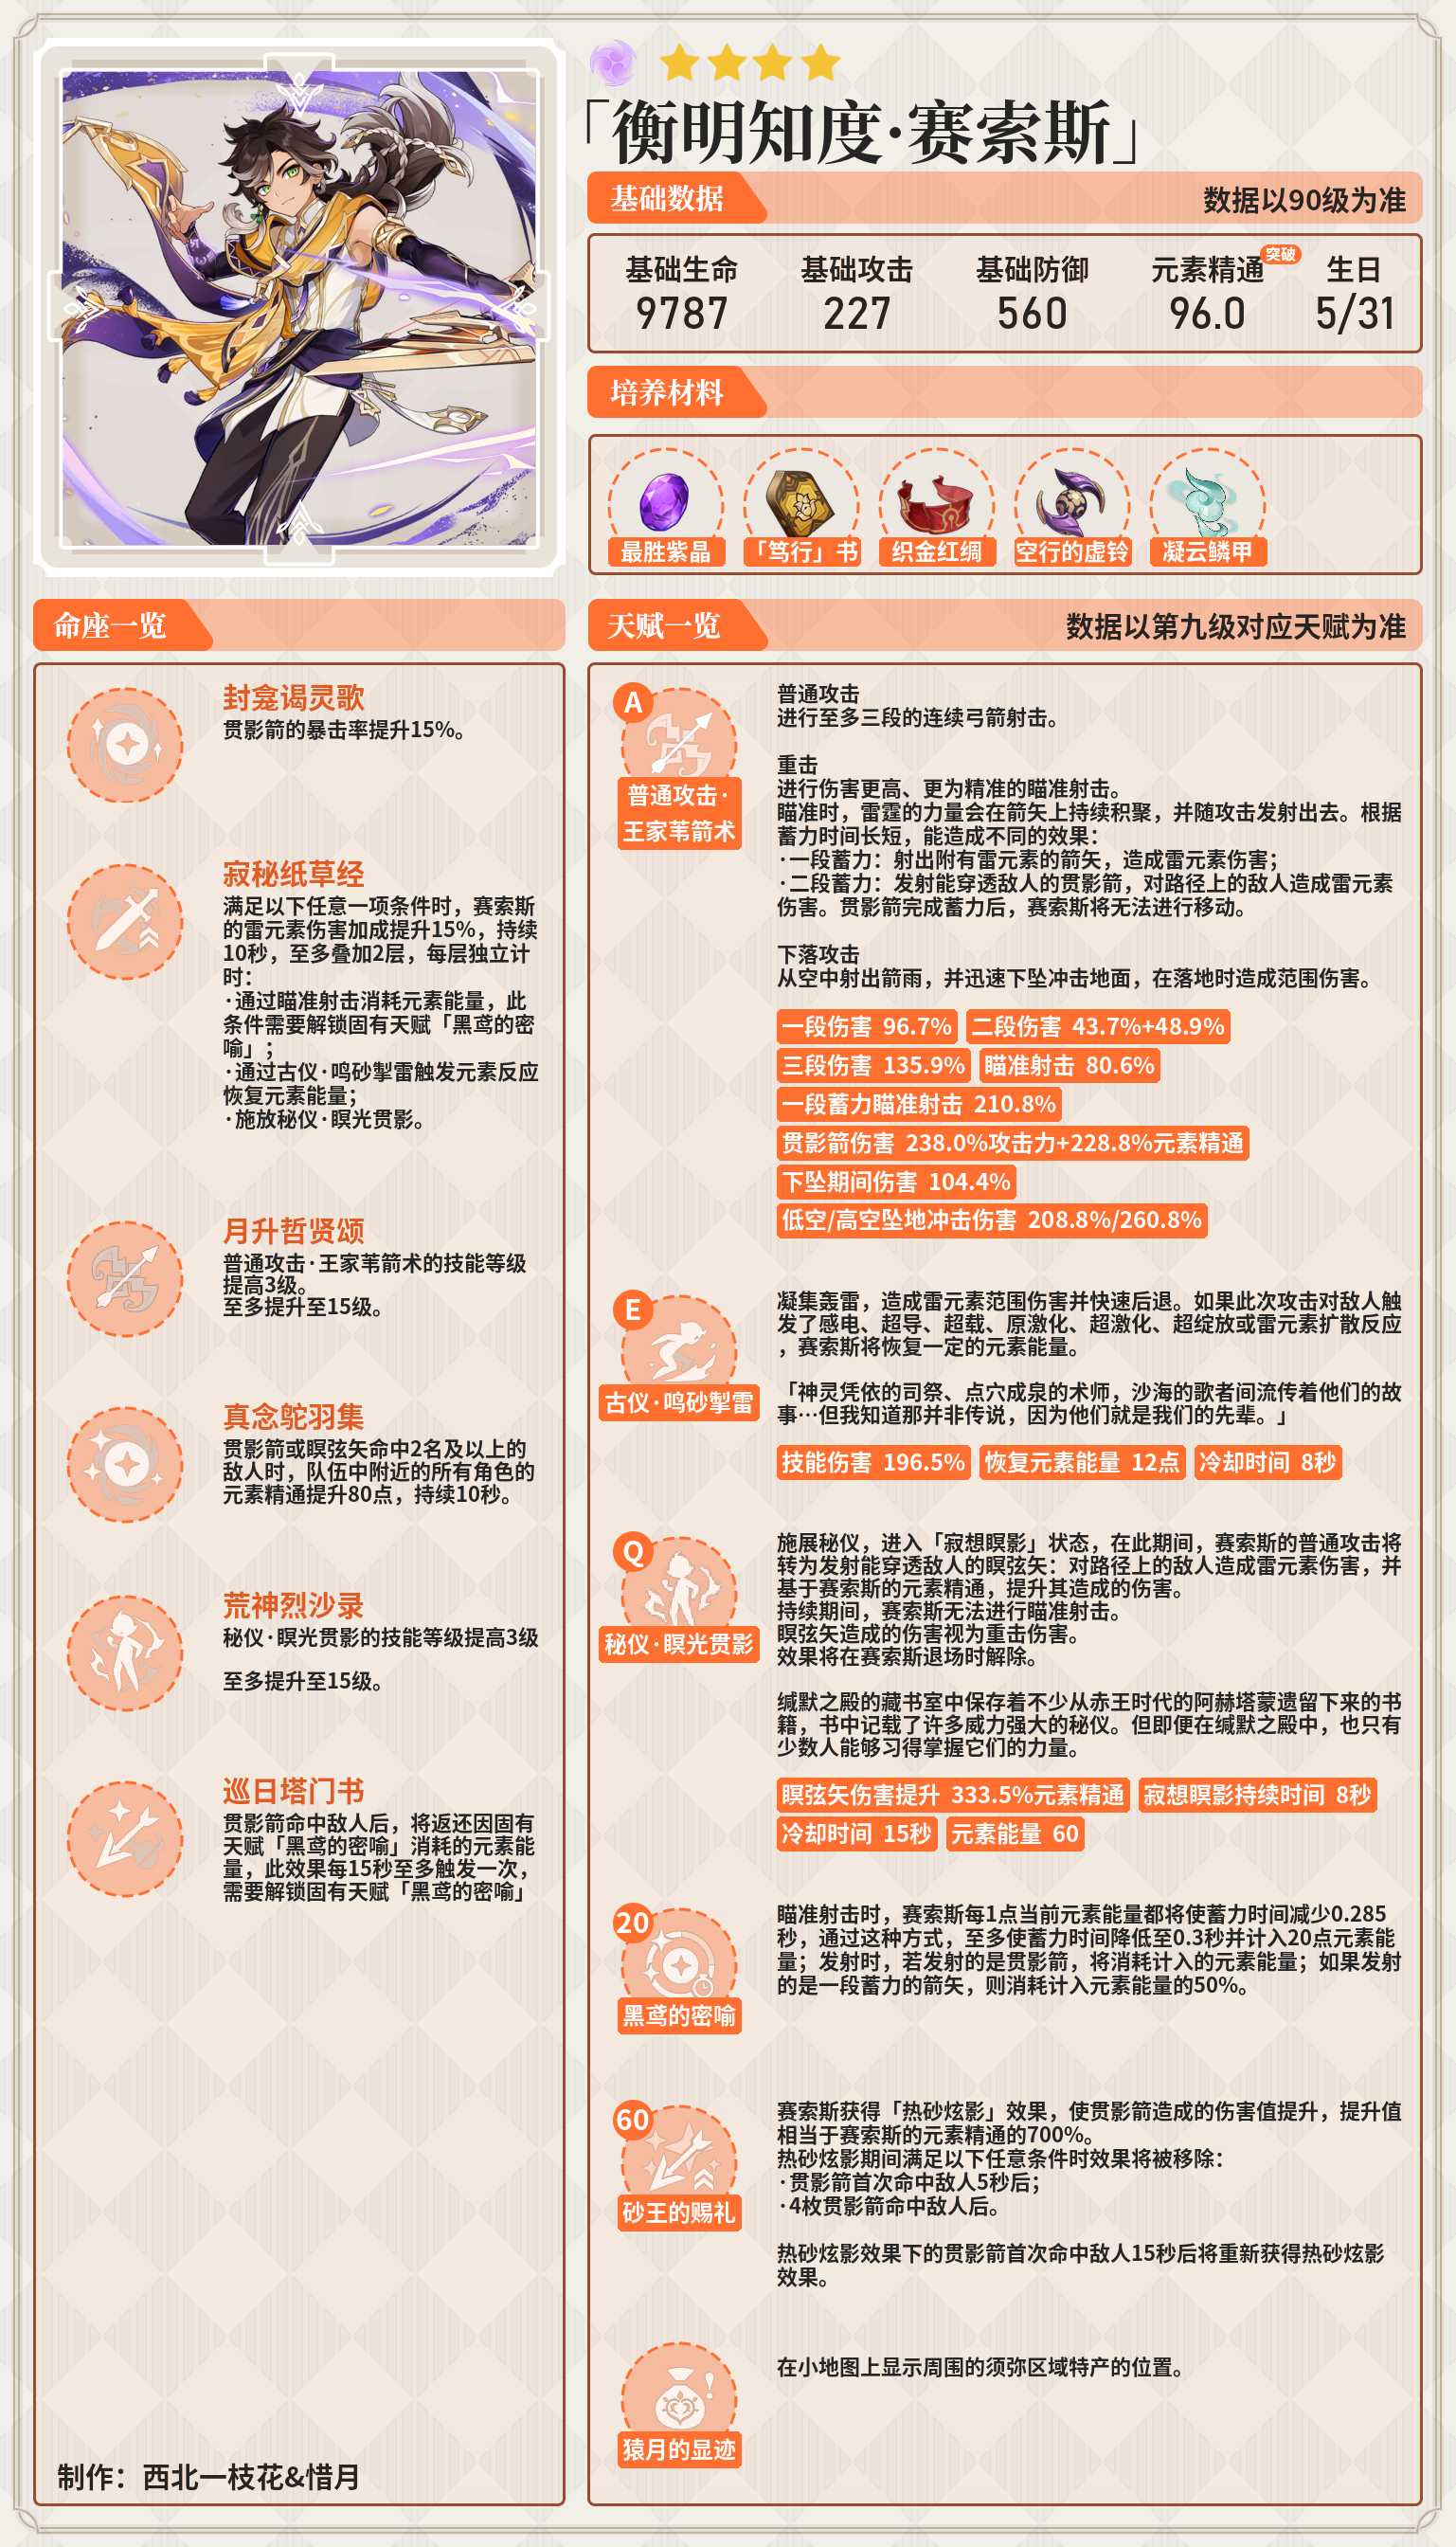 「衡明知度·赛索斯」
基础数据
数据以90级为准
基础生命
9787
基础攻击
227
基础防御
560
元素精通
突破
96.0
生日
5/31
培养材料
最胜紫晶
「笃行」书
织金红绸
空行的虚铃
凝云鳞甲
命座一览
封龛谒灵歌
贯影箭的暴击率提升15%。
寂秘纸草经
满足以下任意一项条件时，赛索斯
的雷元素伤害加成提升15%，持续
10秒，至多叠加2层，每层独立计
时：
·通过瞄准射击消耗元素能量，此
条件需要解锁固有天赋「黑鸢的密
喻」；
·通过古仪·鸣砂掣雷触发元素反应
恢复元素能量；
·施放秘仪·瞑光贯影。
月升哲贤颂
普通攻击·王家苇箭术的技能等级
提高3级。
至多提升至15级。
真念鸵羽集
贯影箭或瞑弦矢命中2名及以上的
敌人时，队伍中附近的所有角色的
元素精通提升80点，持续10秒。
荒神烈沙录
秘仪·瞑光贯影的技能等级提高3级
至多提升至15级。
巡日塔门书
贯影箭命中敌人后，将返还因固有
天赋「黑鸢的密喻」消耗的元素能
量，此效果每15秒至多触发一次，
需要解锁固有天赋「黑鸢的密喻」
制作：西北一枝花&惜月
天赋一览
数据以第九级对应天赋为准
A
普通攻击·
王家苇箭术
普通攻击
进行至多三段的连续弓箭射击。
重击
进行伤害更高、更为精准的瞄准射击。
瞄准时，雷霆的力量会在箭矢上持续积聚，并随攻击发射出去。根据
蓄力时间长短，能造成不同的效果：
·一段蓄力：射出附有雷元素的箭矢，造成雷元素伤害；
·二段蓄力：发射能穿透敌人的贯影箭，对路径上的敌人造成雷元素
伤害。贯影箭完成蓄力后，赛索斯将无法进行移动。
下落攻击
从空中射出箭雨，并迅速下坠冲击地面，在落地时造成范围伤害。
一段伤害 96.7% 二段伤害 43.7%+48.9%
三段伤害 135.9% 瞄准射击 80.6%
一段蓄力瞄准射击 210.8%
贯影箭伤害 238.0%攻击力+228.8%元素精通
下坠期间伤害 104.4%
低空/高空坠地冲击伤害 208.8%/260.8%
E
古仪·鸣砂掣雷
凝集轰雷，造成雷元素范围伤害并快速后退。如果此次攻击对敌人触
发了感电、超导、超载、原激化、超激化、超绽放或雷元素扩散反应
，赛索斯将恢复一定的元素能量。
「神灵凭依的司祭、点穴成泉的术师，沙海的歌者间流传着他们的故
事…但我知道那并非传说，因为他们就是我们的先辈。」
技能伤害 196.5% 恢复元素能量 12点 冷却时间 8秒
Q
秘仪·瞑光贯影
施展秘仪，进入「寂想瞑影」状态，在此期间，赛索斯的普通攻击将
转为发射能穿透敌人的瞑弦矢：对路径上的敌人造成雷元素伤害，并
基于赛索斯的元素精通，提升其造成的伤害。
持续期间，赛索斯无法进行瞄准射击。
瞑弦矢造成的伤害视为重击伤害。
效果将在赛索斯退场时解除。
缄默之殿的藏书室中保存着不少从赤王时代的阿赫塔蒙遗留下来的书
籍，书中记载了许多威力强大的秘仪。但即便在缄默之殿中，也只有
少数人能够习得掌握它们的力量。
瞑弦矢伤害提升 333.5%元素精通 寂想瞑影持续时间 8秒
冷却时间 15秒 元素能量 60
20
黑鸢的密喻
瞄准射击时，赛索斯每1点当前元素能量都将使蓄力时间减少0.285
秒，通过这种方式，至多使蓄力时间降低至0.3秒并计入20点元素能
量；发射时，若发射的是贯影箭，将消耗计入的元素能量；如果发射
的是一段蓄力的箭矢，则消耗计入元素能量的50%。
60
砂王的赐礼
赛索斯获得「热砂炫影」效果，使贯影箭造成的伤害值提升，提升值
相当于赛索斯的元素精通的700%。
热砂炫影期间满足以下任意条件时效果将被移除：
·贯影箭首次命中敌人5秒后；
·4枚贯影箭命中敌人后。
热砂炫影效果下的贯影箭首次命中敌人15秒后将重新获得热砂炫影
效果。
猿月的显迹
在小地图上显示周围的须弥区域特产的位置。